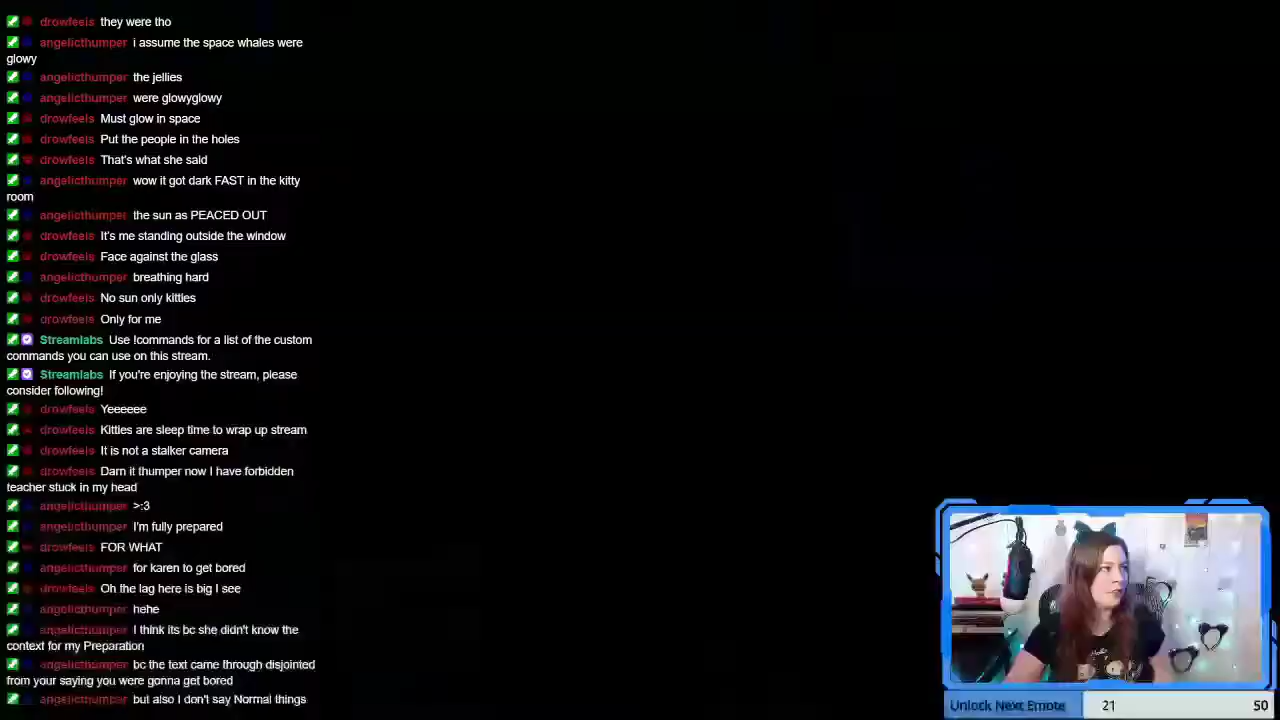 drowfeels they were tho
angelicthumper i assume the space whales were
glowy
angelicthumper the jellies
angelicthumper were glowyglowy
drowfeels Must glow in space
drowfeels Put the people in the holes
drowfeels That's what she said
angelicthumper wow it got dark FAST in the kitty
room
angelicthumper the sun as PEACED OUT
drowfeels It's me standing outside the window
drowfeels Face against the glass
angelicthumper breathing hard
drowfeels No sun only kitties
drowfeels Only for me
Streamlabs Use !commands for a list of the custom
commands you can use on this stream.
Streamlabs If you're enjoying the stream, please
consider following!
drowfeels Yeeeeee
drowfeels Kitties are sleep time to wrap up stream
drowfeels It is not a stalker camera
drowfeels Darn it thumper now I have forbidden
teacher stuck in my head
angelicthumper >:3
angelicthumper I'm fully prepared
drowfeels FOR WHAT
angelicthumper for karen to get bored
drowfeels Oh the lag here is big I see
angelicthumper hehe
angelicthumper I think its bc she didn't know the
context for my Preparation
angelicthumper bc the text came through disjointed
from your saying you were gonna get bored
angelicthumper but also I don't say Normal things
Unlock Next Emote 21 50